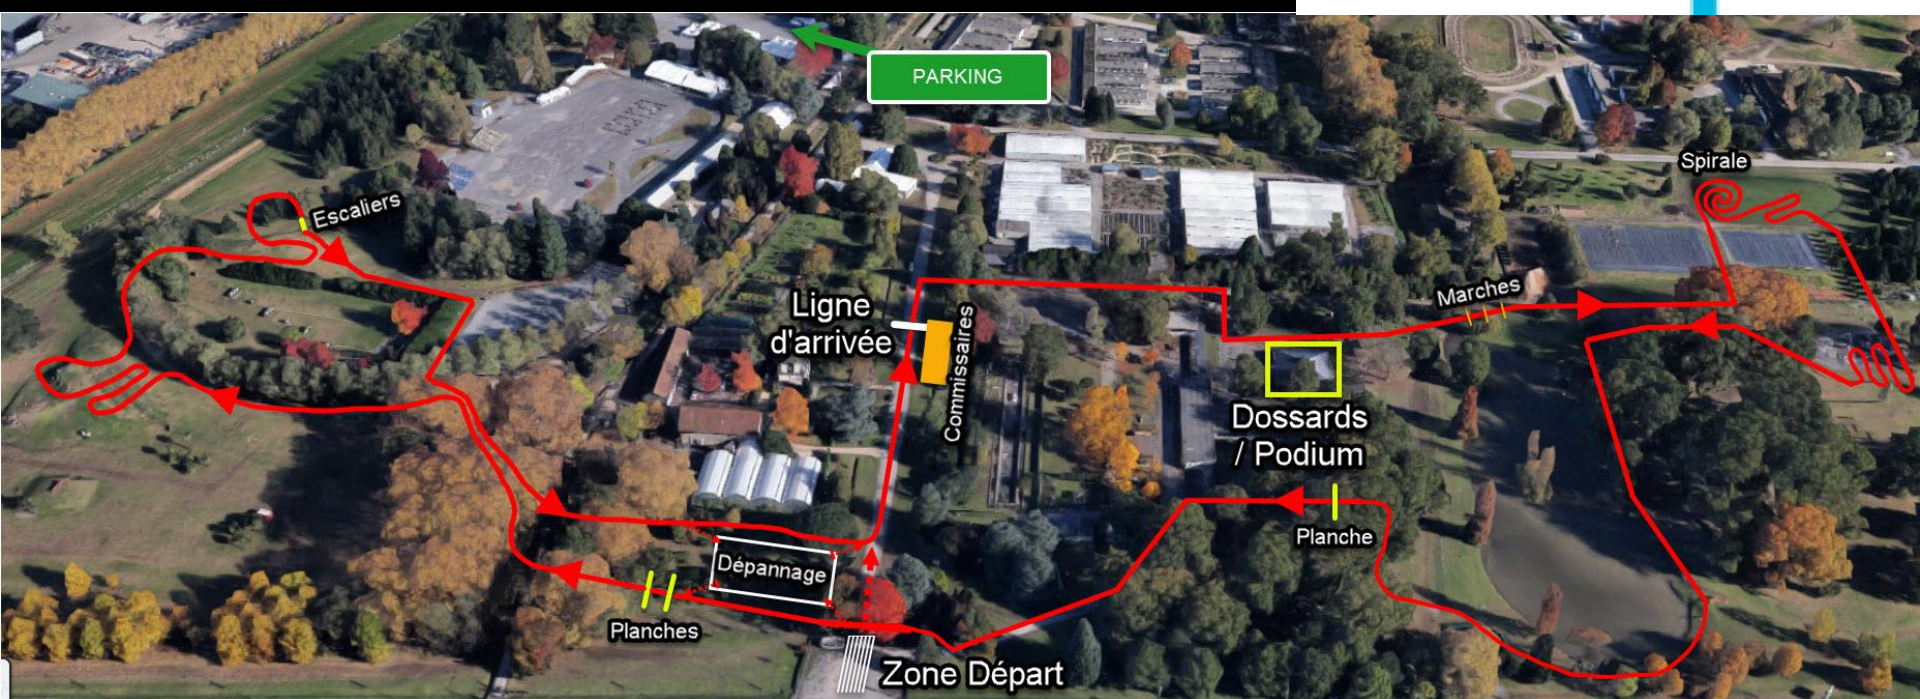 PARKING
Spirale
Escaliers
Marches
Ligne
d'arrivée
Commissaires
Dossards
/ Podium
Planche
Dépannage
Planches
Zone Départ